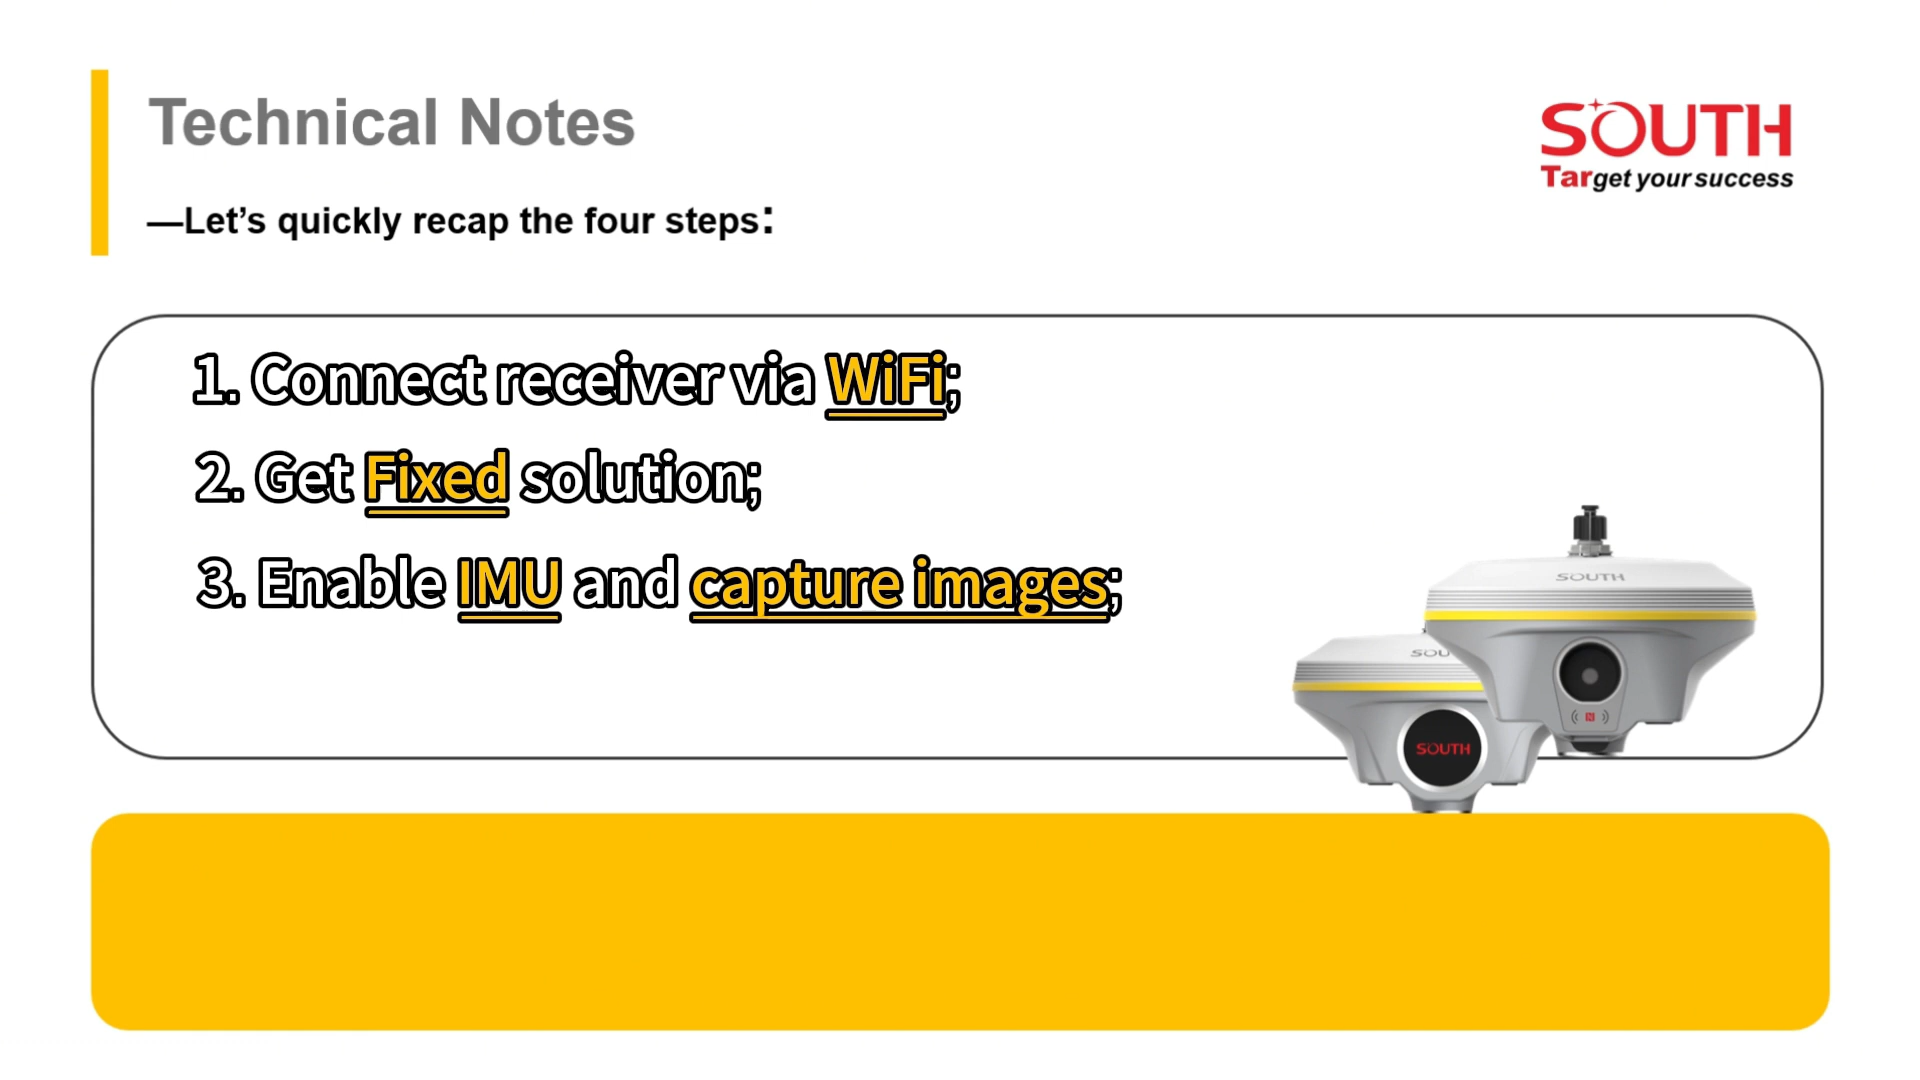 Technical Notes
SOUTH
Target your success
—Let’s quickly recap the four steps:
1. Connect receiver via WiFi;
2. Get Fixed solution;
3. Enable IMU and capture images;
SOUTH
SOU
SOUTH